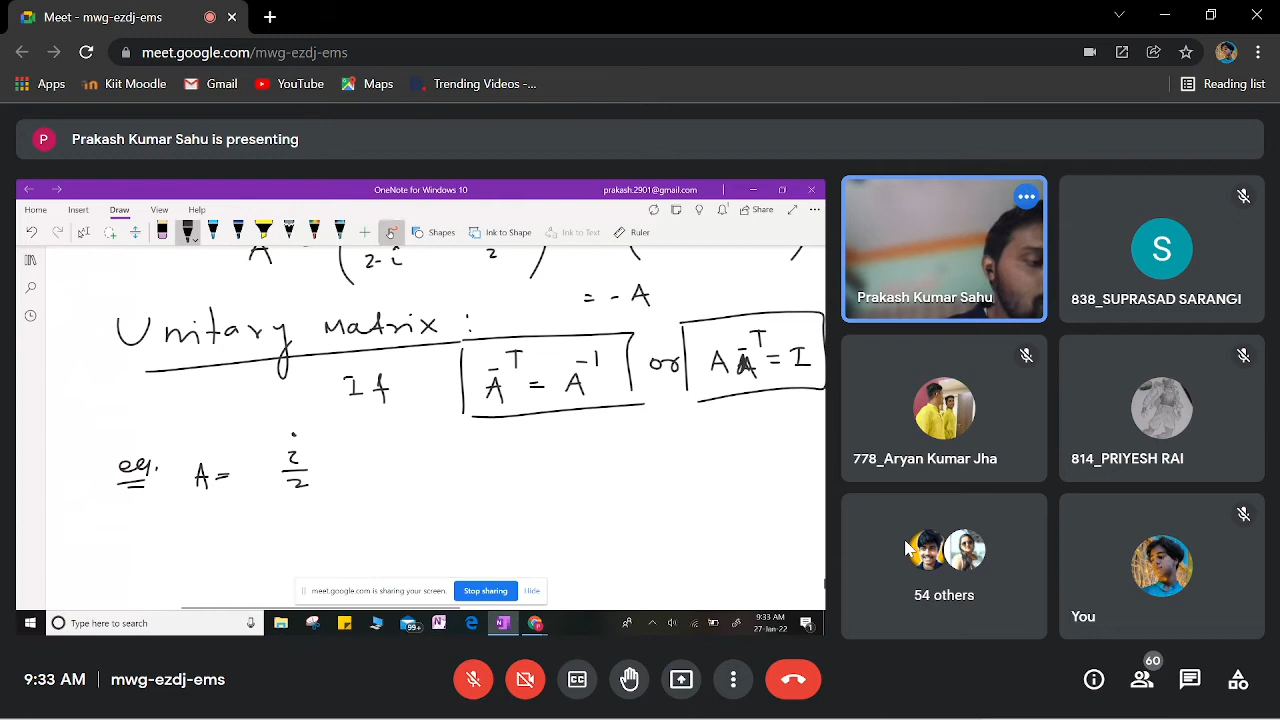 Meet - mwg-ezdj-ems
meet.google.com/mwg-ezdj-ems
Apps Kiit Moodle Gmail YouTube Maps Trending Videos -... Reading list
P Prakash Kumar Sahu is presenting
OneNote for Windows 10 prakash.2901@gmail.com
Home Insert Draw View Help Share
Shapes Ink to Shape Ink to Text Ruler
A 2-i 2
= - A
Unitary matrix :
If Ā^T = A^-1 or A Ā^T = I
eg. A = i/2
meet.google.com is sharing your screen. Stop sharing Hide
Type here to search 99+ 9:33 AM
27-Jan-22
Prakash Kumar Sahu
S
838_SUPRASAD SARANGI
778_Aryan Kumar Jha
814_PRIYESH RAI
54 others
You
9:33 AM mwg-ezdj-ems 60